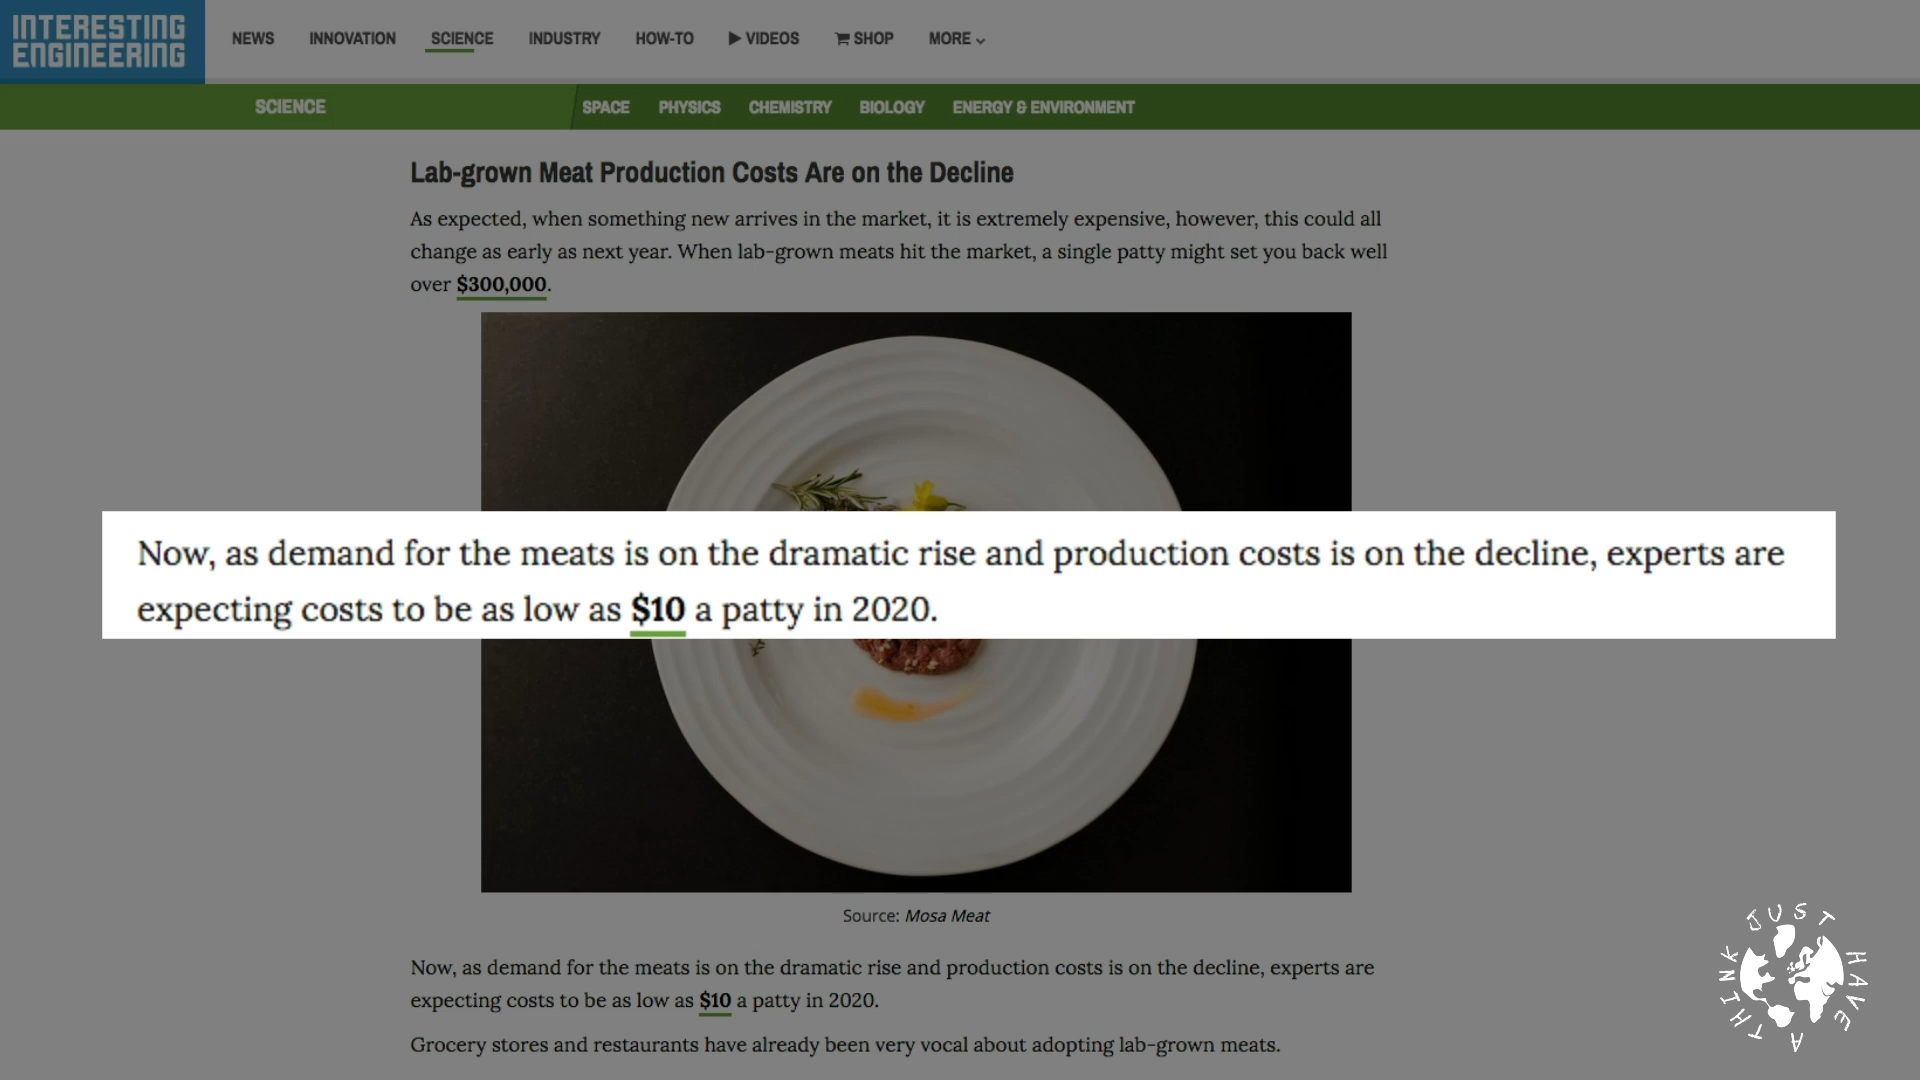 INTERESTING
ENGINEERING
NEWS INNOVATION SCIENCE INDUSTRY HOW-TO VIDEOS SHOP MORE
SCIENCE SPACE PHYSICS CHEMISTRY BIOLOGY ENERGY & ENVIRONMENT
Lab-grown Meat Production Costs Are on the Decline
As expected, when something new arrives in the market, it is extremely expensive, however, this could all
change as early as next year. When lab-grown meats hit the market, a single patty might set you back well
over $300,000.
Now, as demand for the meats is on the dramatic rise and production costs is on the decline, experts are
expecting costs to be as low as $10 a patty in 2020.
Source: Mosa Meat
Now, as demand for the meats is on the dramatic rise and production costs is on the decline, experts are
expecting costs to be as low as $10 a patty in 2020.
Grocery stores and restaurants have already been very vocal about adopting lab-grown meats.
JUST HAVE A THINK